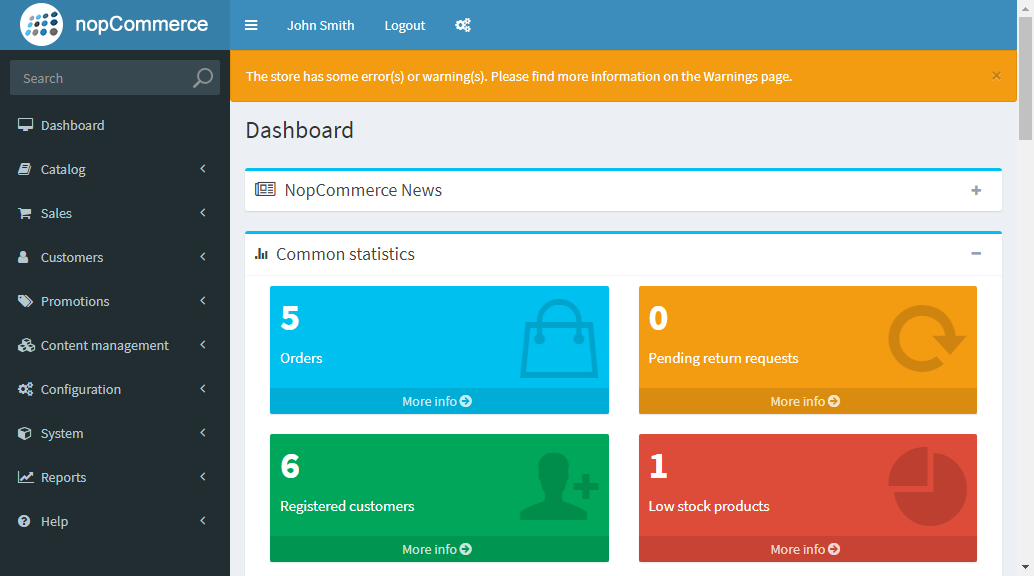 nopCommerce
John Smith Logout
The store has some error(s) or warning(s). Please find more information on the Warnings page. ×
Search
Dashboard
Catalog
Sales
Customers
Promotions
Content management
Configuration
System
Reports
Help
Dashboard
NopCommerce News
Common statistics
5
Orders
More info
0
Pending return requests
More info
6
Registered customers
More info
1
Low stock products
More info